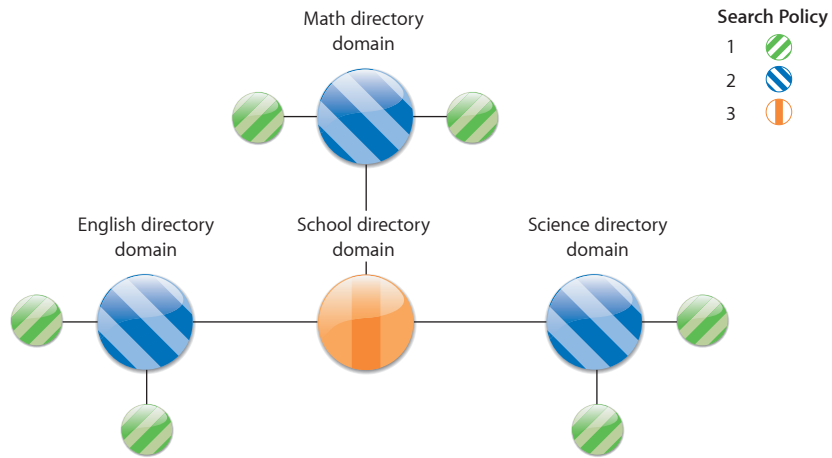 Math directory
domain
Search Policy
1
2
3
English directory
domain
School directory
domain
Science directory
domain